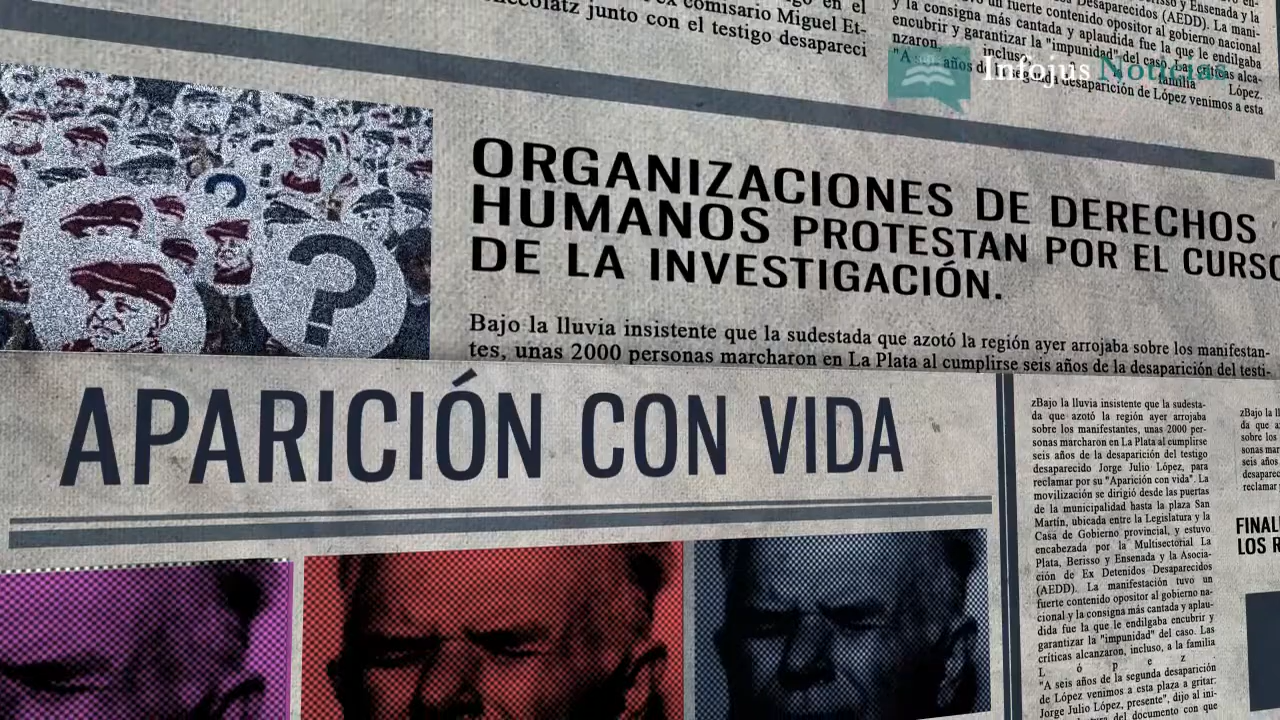 comisario Miguel Et-
junto con el testigo desapareci
un fuerte contenido opositor al gobierno nacional
y la consigna más cantada y aplaudida fue la que le endilgaba
encubrir y garantizar la "impunidad" del caso. Las críticas alca-
nzaron, incluso, a la familia López.
"A seis años de la segunda desaparición de López venimos a esta
Infojus Noticias
ORGANIZACIONES DE DERECHOS
HUMANOS PROTESTAN POR EL CURSO
DE LA INVESTIGACIÓN.
Bajo la lluvia insistente que la sudestada que azotó la región ayer arrojaba sobre los manifestan-
tes, unas 2000 personas marcharon en La Plata al cumplirse seis años de la desaparición del testi-
APARICIÓN CON VIDA
zBajo la lluvia insistente que la sudesta-
da que azotó la región ayer arrojaba
sobre los manifestantes, unas 2000 per-
sonas marcharon en La Plata al cumplirse
seis años de la desaparición del testigo
desaparecido Jorge Julio López, para
reclamar por su "Aparición con vida". La
movilización se dirigió desde las puertas
de la municipalidad hasta la plaza San
Martín, ubicada entre la Legislatura y la
Casa de Gobierno provincial, y estuvo
encabezada por la Multisectorial La
Plata, Berisso y Ensenada y la Asocia-
ción de Ex Detenidos Desaparecidos
(AEDD). La manifestación tuvo un
fuerte contenido opositor al gobierno na-
cional y la consigna más cantada y aplau-
dida fue la que le endilgaba encubrir y
garantizar la "impunidad" del caso. Las
críticas alcanzaron, incluso, a la familia
L ó p e z
"A seis años de la segunda desaparición
de López venimos a esta plaza a gritar:
Jorge Julio López, presente", dijo al ini-
del documento con que
zBajo la
da que
sobre los
sonas mar
seis años
desaparec
reclamar
FINAL
LOS R